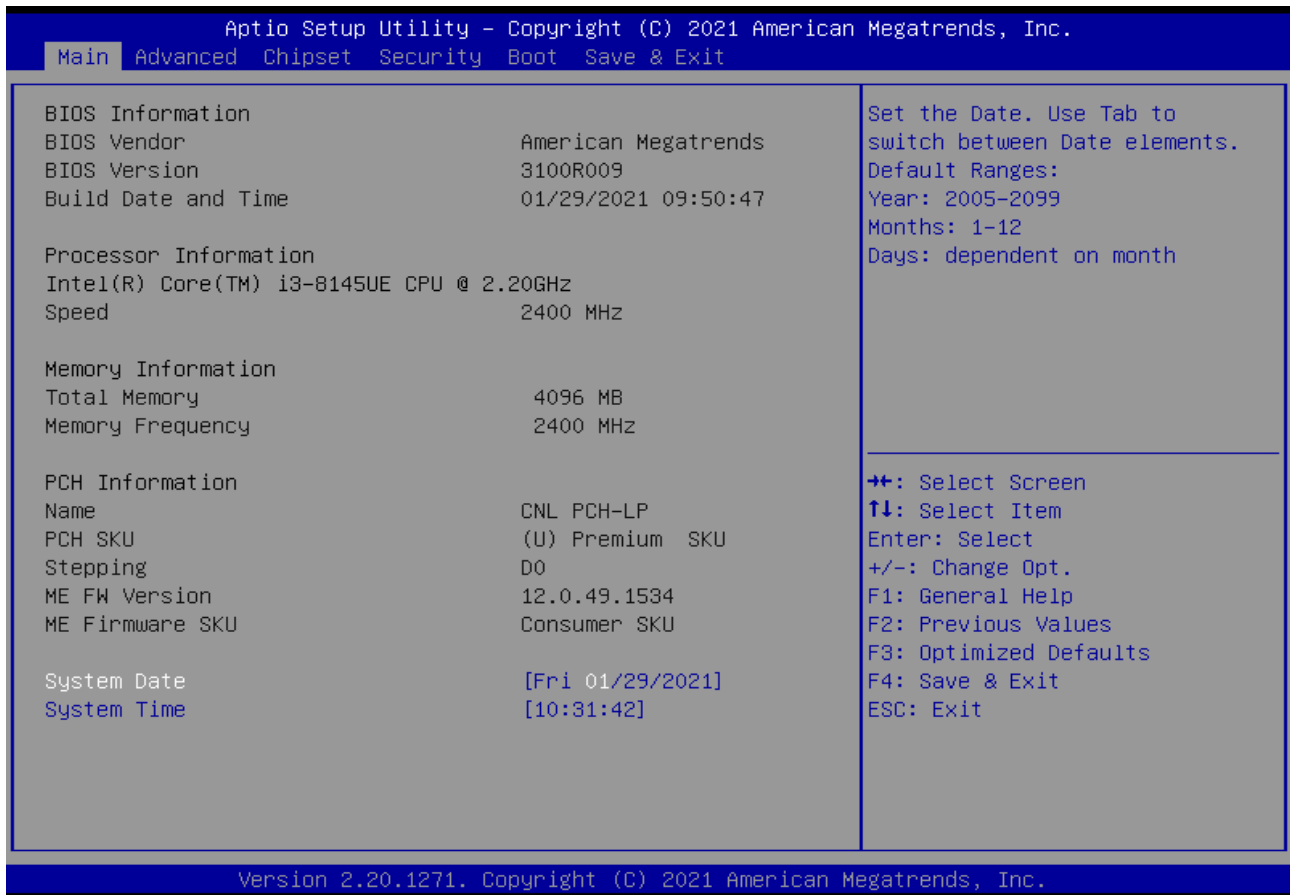 Aptio Setup Utility – Copyright (C) 2021 American Megatrends, Inc.
Main Advanced Chipset Security Boot Save & Exit
BIOS Information
BIOS Vendor American Megatrends
BIOS Version 3100R009
Build Date and Time 01/29/2021 09:50:47
Processor Information
Intel(R) Core(TM) i3-8145UE CPU @ 2.20GHz
Speed 2400 MHz
Memory Information
Total Memory 4096 MB
Memory Frequency 2400 MHz
PCH Information
Name CNL PCH-LP
PCH SKU (U) Premium SKU
Stepping D0
ME FW Version 12.0.49.1534
ME Firmware SKU Consumer SKU
System Date [Fri 01/29/2021]
System Time [10:31:42]
Set the Date. Use Tab to
switch between Date elements.
Default Ranges:
Year: 2005-2099
Months: 1-12
Days: dependent on month
→←: Select Screen
↑↓: Select Item
Enter: Select
+/-: Change Opt.
F1: General Help
F2: Previous Values
F3: Optimized Defaults
F4: Save & Exit
ESC: Exit
Version 2.20.1271. Copyright (C) 2021 American Megatrends, Inc.